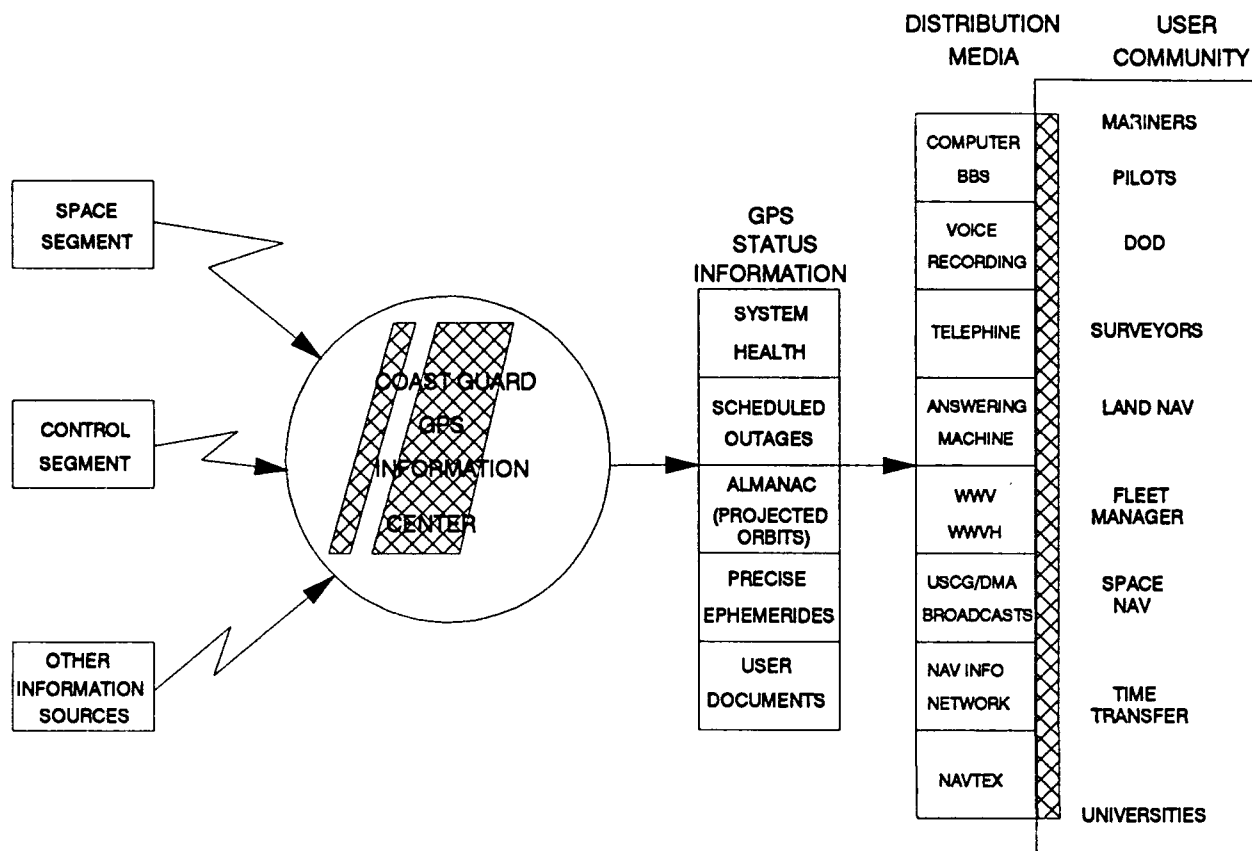 SPACE
SEGMENT
CONTROL
SEGMENT
OTHER
INFORMATION
SOURCES
COAST GUARD
GPS
INFORMATION
CENTER
GPS
STATUS
INFORMATION
SYSTEM
HEALTH
SCHEDULED
OUTAGES
ALMANAC
(PROJECTED
ORBITS)
PRECISE
EPHEMERIDES
USER
DOCUMENTS
DISTRIBUTION
MEDIA
COMPUTER
BBS
VOICE
RECORDING
TELEPHINE
ANSWERING
MACHINE
WWV
WWVH
USCG/DMA
BROADCASTS
NAV INFO
NETWORK
NAVTEX
USER
COMMUNITY
MARINERS
PILOTS
DOD
SURVEYORS
LAND NAV
FLEET
MANAGER
SPACE
NAV
TIME
TRANSFER
UNIVERSITIES